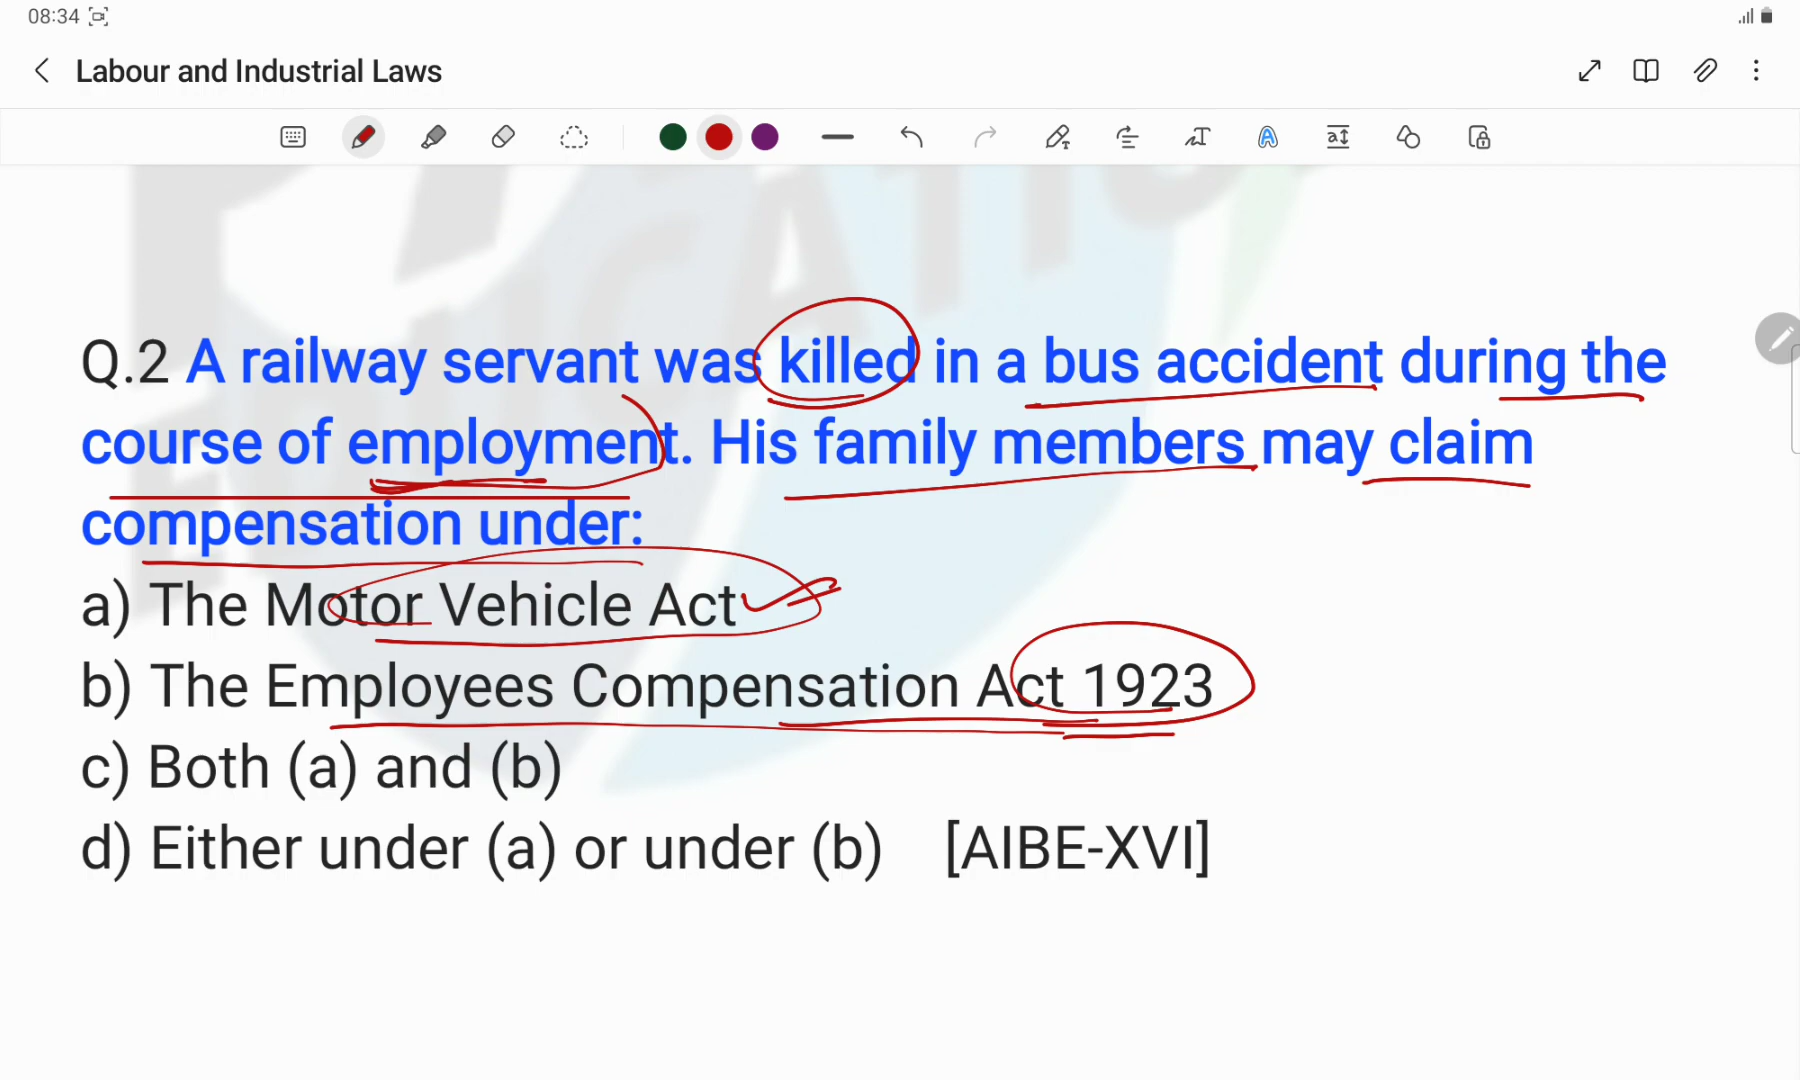 08:34
Labour and Industrial Laws
Q.2 A railway servant was killed in a bus accident during the
course of employment. His family members may claim
compensation under:
a) The Motor Vehicle Act
b) The Employees Compensation Act 1923
c) Both (a) and (b)
d) Either under (a) or under (b) [AIBE-XVI]